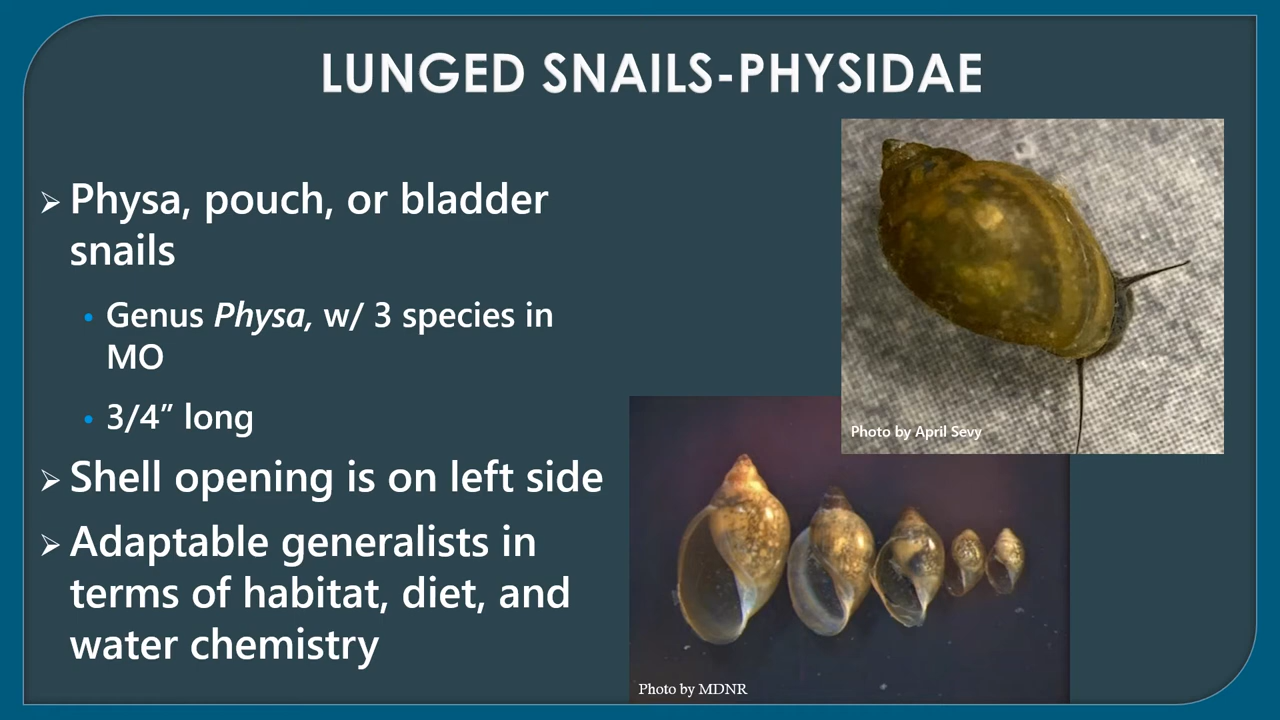 LUNGED SNAILS-PHYSIDAE
➢ Physa, pouch, or bladder
snails
• Genus Physa, w/ 3 species in
MO
• 3/4” long
➢ Shell opening is on left side
➢ Adaptable generalists in
terms of habitat, diet, and
water chemistry
Photo by April Sevy
Photo by MDNR